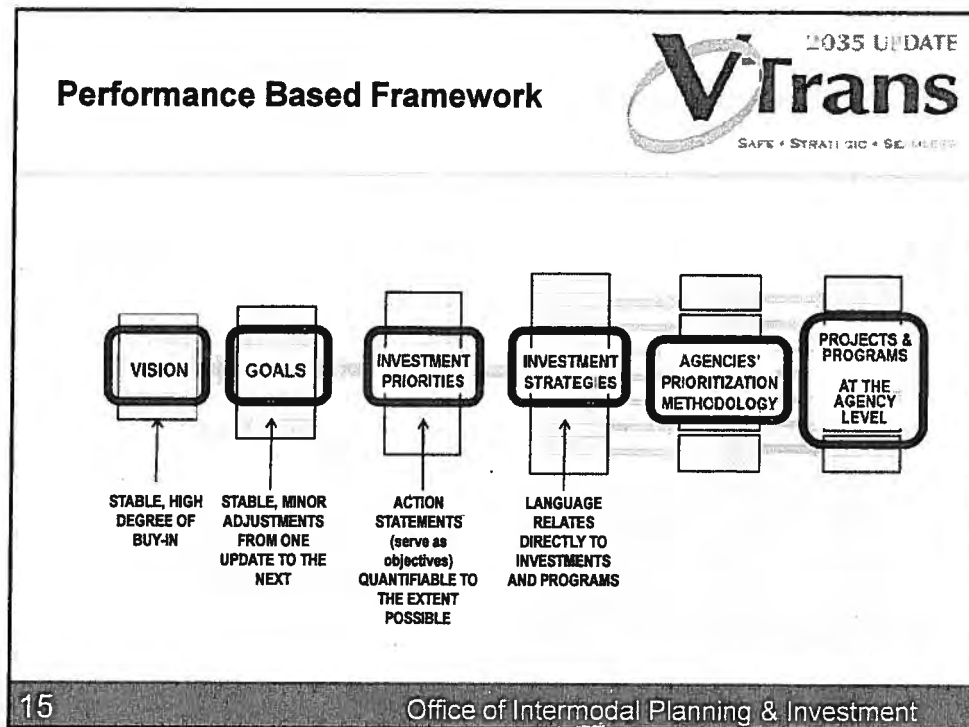 2035 UPDATE
VTrans
SAFE • STRATEGIC • SEAMLESS
Performance Based Framework
VISION
GOALS
INVESTMENT
PRIORITIES
INVESTMENT
STRATEGIES
AGENCIES'
PRIORITIZATION
METHODOLOGY
PROJECTS &
PROGRAMS
AT THE
AGENCY
LEVEL
STABLE, HIGH
DEGREE OF
BUY-IN
STABLE, MINOR
ADJUSTMENTS
FROM ONE
UPDATE TO THE
NEXT
ACTION
STATEMENTS
(serve as
objectives)
QUANTIFIABLE TO
THE EXTENT
POSSIBLE
LANGUAGE
RELATES
DIRECTLY TO
INVESTMENTS
AND PROGRAMS
15
Office of Intermodal Planning & Investment